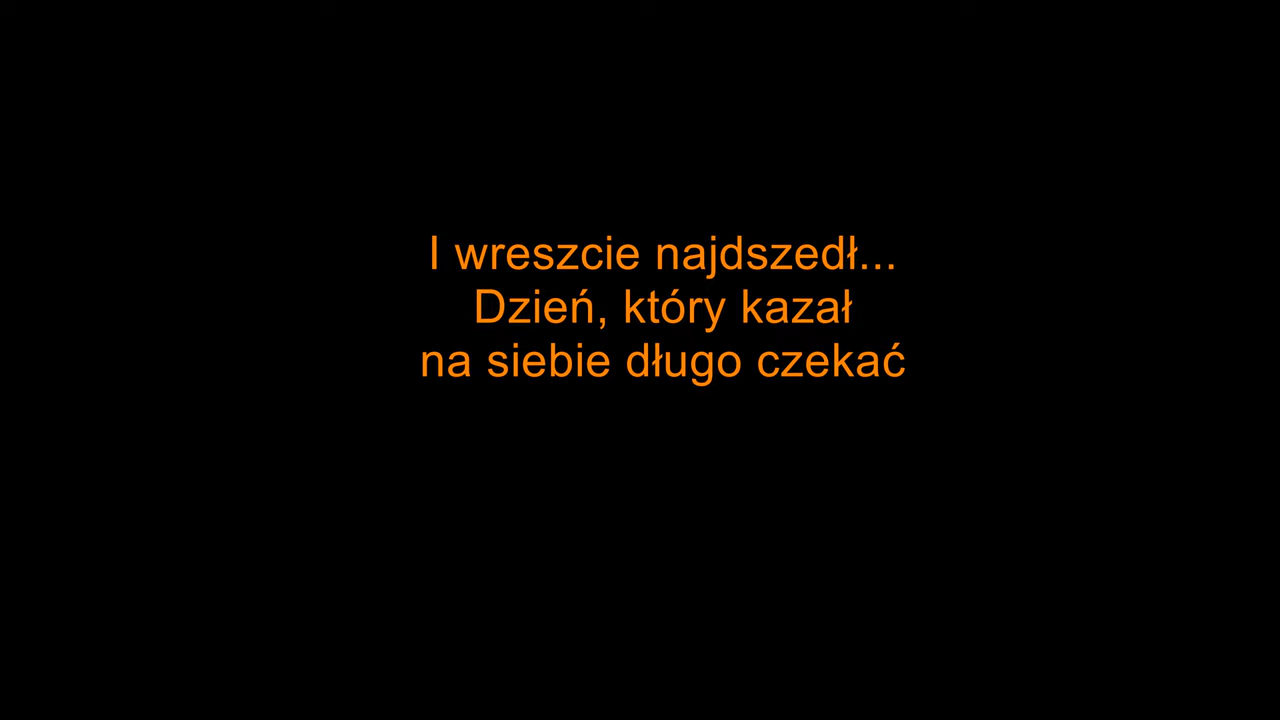 I wreszcie najdszedł...
Dzień, który kazał
na siebie długo czekać